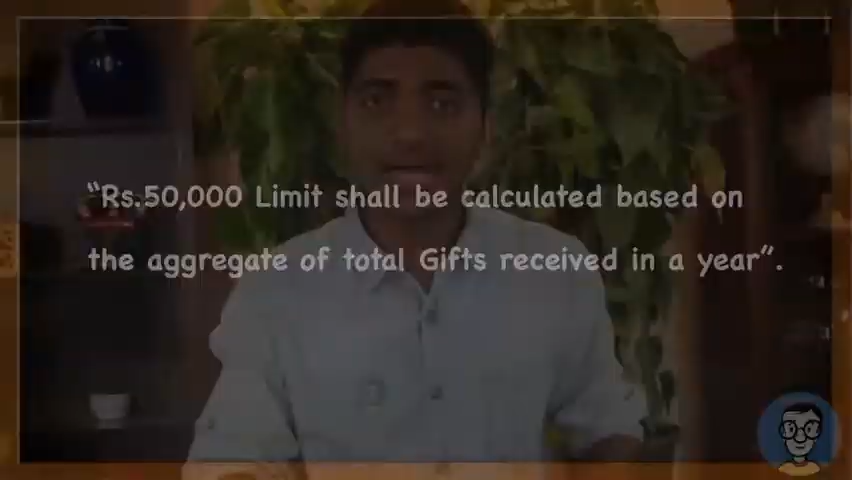 “Rs.50,000 Limit shall be calculated based on
the aggregate of total Gifts received in a year”.